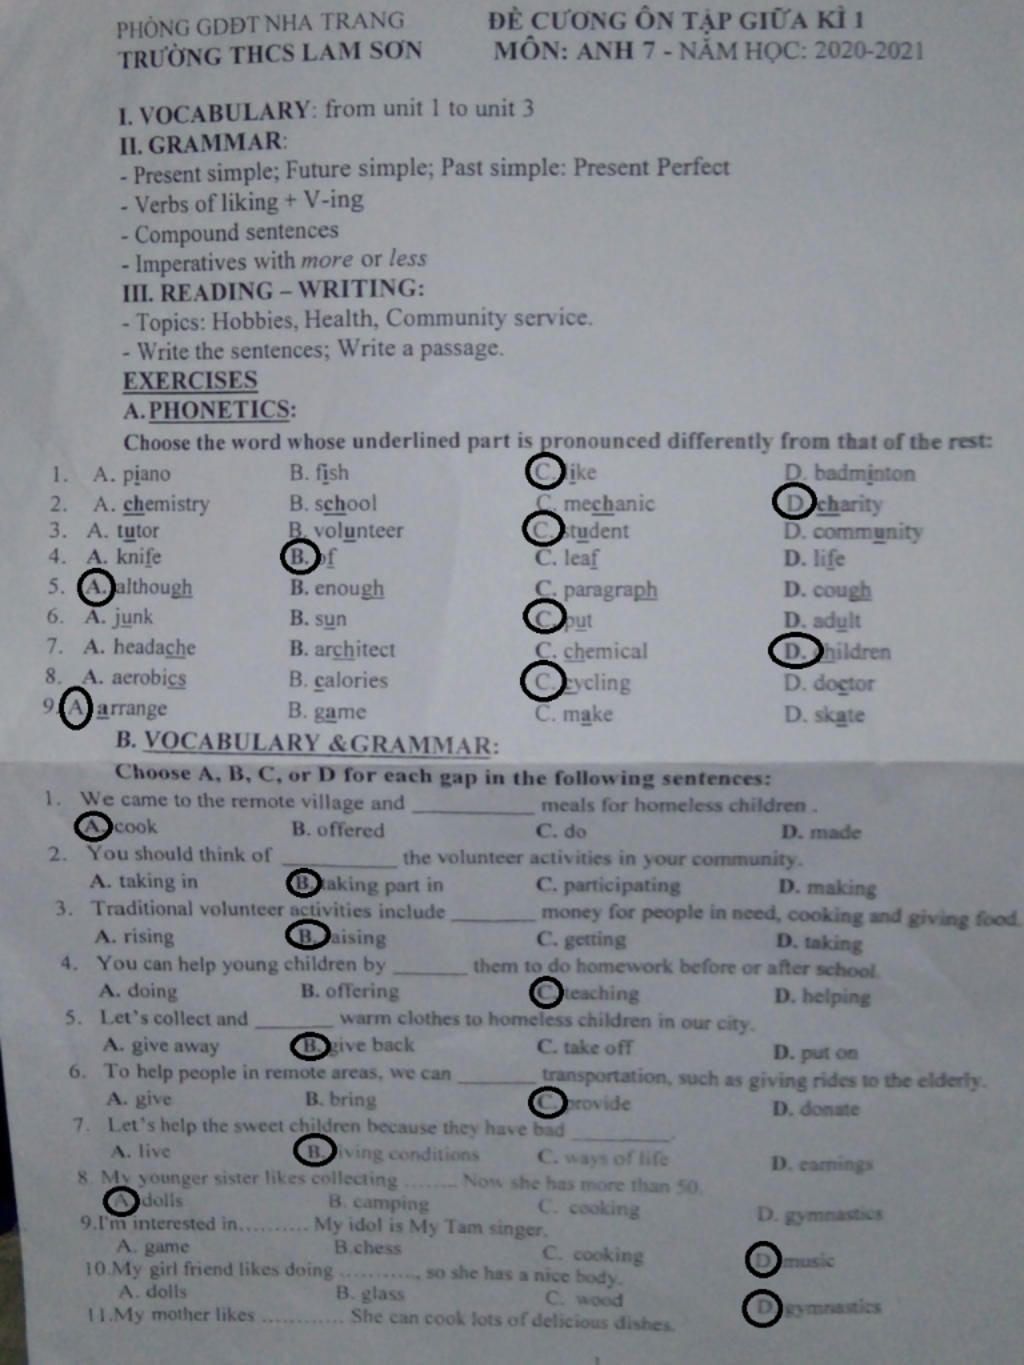 PHÒNG GDĐT NHA TRANG ĐỀ CƯƠNG ÔN TẬP GIỮA KÌ 1
TRƯỜNG THCS LAM SƠN MÔN: ANH 7 - NĂM HỌC: 2020-2021
I. VOCABULARY: from unit 1 to unit 3
II. GRAMMAR:
- Present simple; Future simple; Past simple: Present Perfect
- Verbs of liking + V-ing
- Compound sentences
- Imperatives with more or less
III. READING – WRITING:
- Topics: Hobbies, Health, Community service.
- Write the sentences; Write a passage.
EXERCISES
A. PHONETICS:
Choose the word whose underlined part is pronounced differently from that of the rest:
1. A. piano B. fish C. like D. badminton
2. A. chemistry B. school C. mechanic D. charity
3. A. tutor B. volunteer C. student D. community
4. A. knife B. of C. leaf D. life
5. A. although B. enough C. paragraph D. cough
6. A. junk B. sun C. put D. adult
7. A. headache B. architect C. chemical D. children
8. A. aerobics B. calories C. cycling D. doctor
9. A arrange B. game C. make D. skate
B. VOCABULARY &GRAMMAR:
Choose A, B, C, or D for each gap in the following sentences:
1. We came to the remote village and __________ meals for homeless children .
A. cook B. offered C. do D. made
2. You should think of __________ the volunteer activities in your community.
A. taking in B. taking part in C. participating D. making
3. Traditional volunteer activities include ________ money for people in need, cooking and giving food.
A. rising B. raising C. getting D. taking
4. You can help young children by ______ them to do homework before or after school.
A. doing B. offering C. teaching D. helping
5. Let's collect and _______ warm clothes to homeless children in our city.
A. give away B. give back C. take off D. put on
6. To help people in remote areas, we can _______ transportation, such as giving rides to the elderly.
A. give B. bring C. provide D. donate
7. Let's help the sweet children because they have bad _________.
A. live B. living conditions C. ways of life D. earnings
8. My younger sister likes collecting ........ Now she has more than 50.
A dolls B. camping C. cooking D. gymnastics
9.I'm interested in.......... My idol is My Tam singer.
A. game B.chess C. cooking D music
10.My girl friend likes doing ..........., so she has a nice body.
A. dolls B. glass C. wood D. gymnastics
11.My mother likes ............ She can cook lots of delicious dishes.